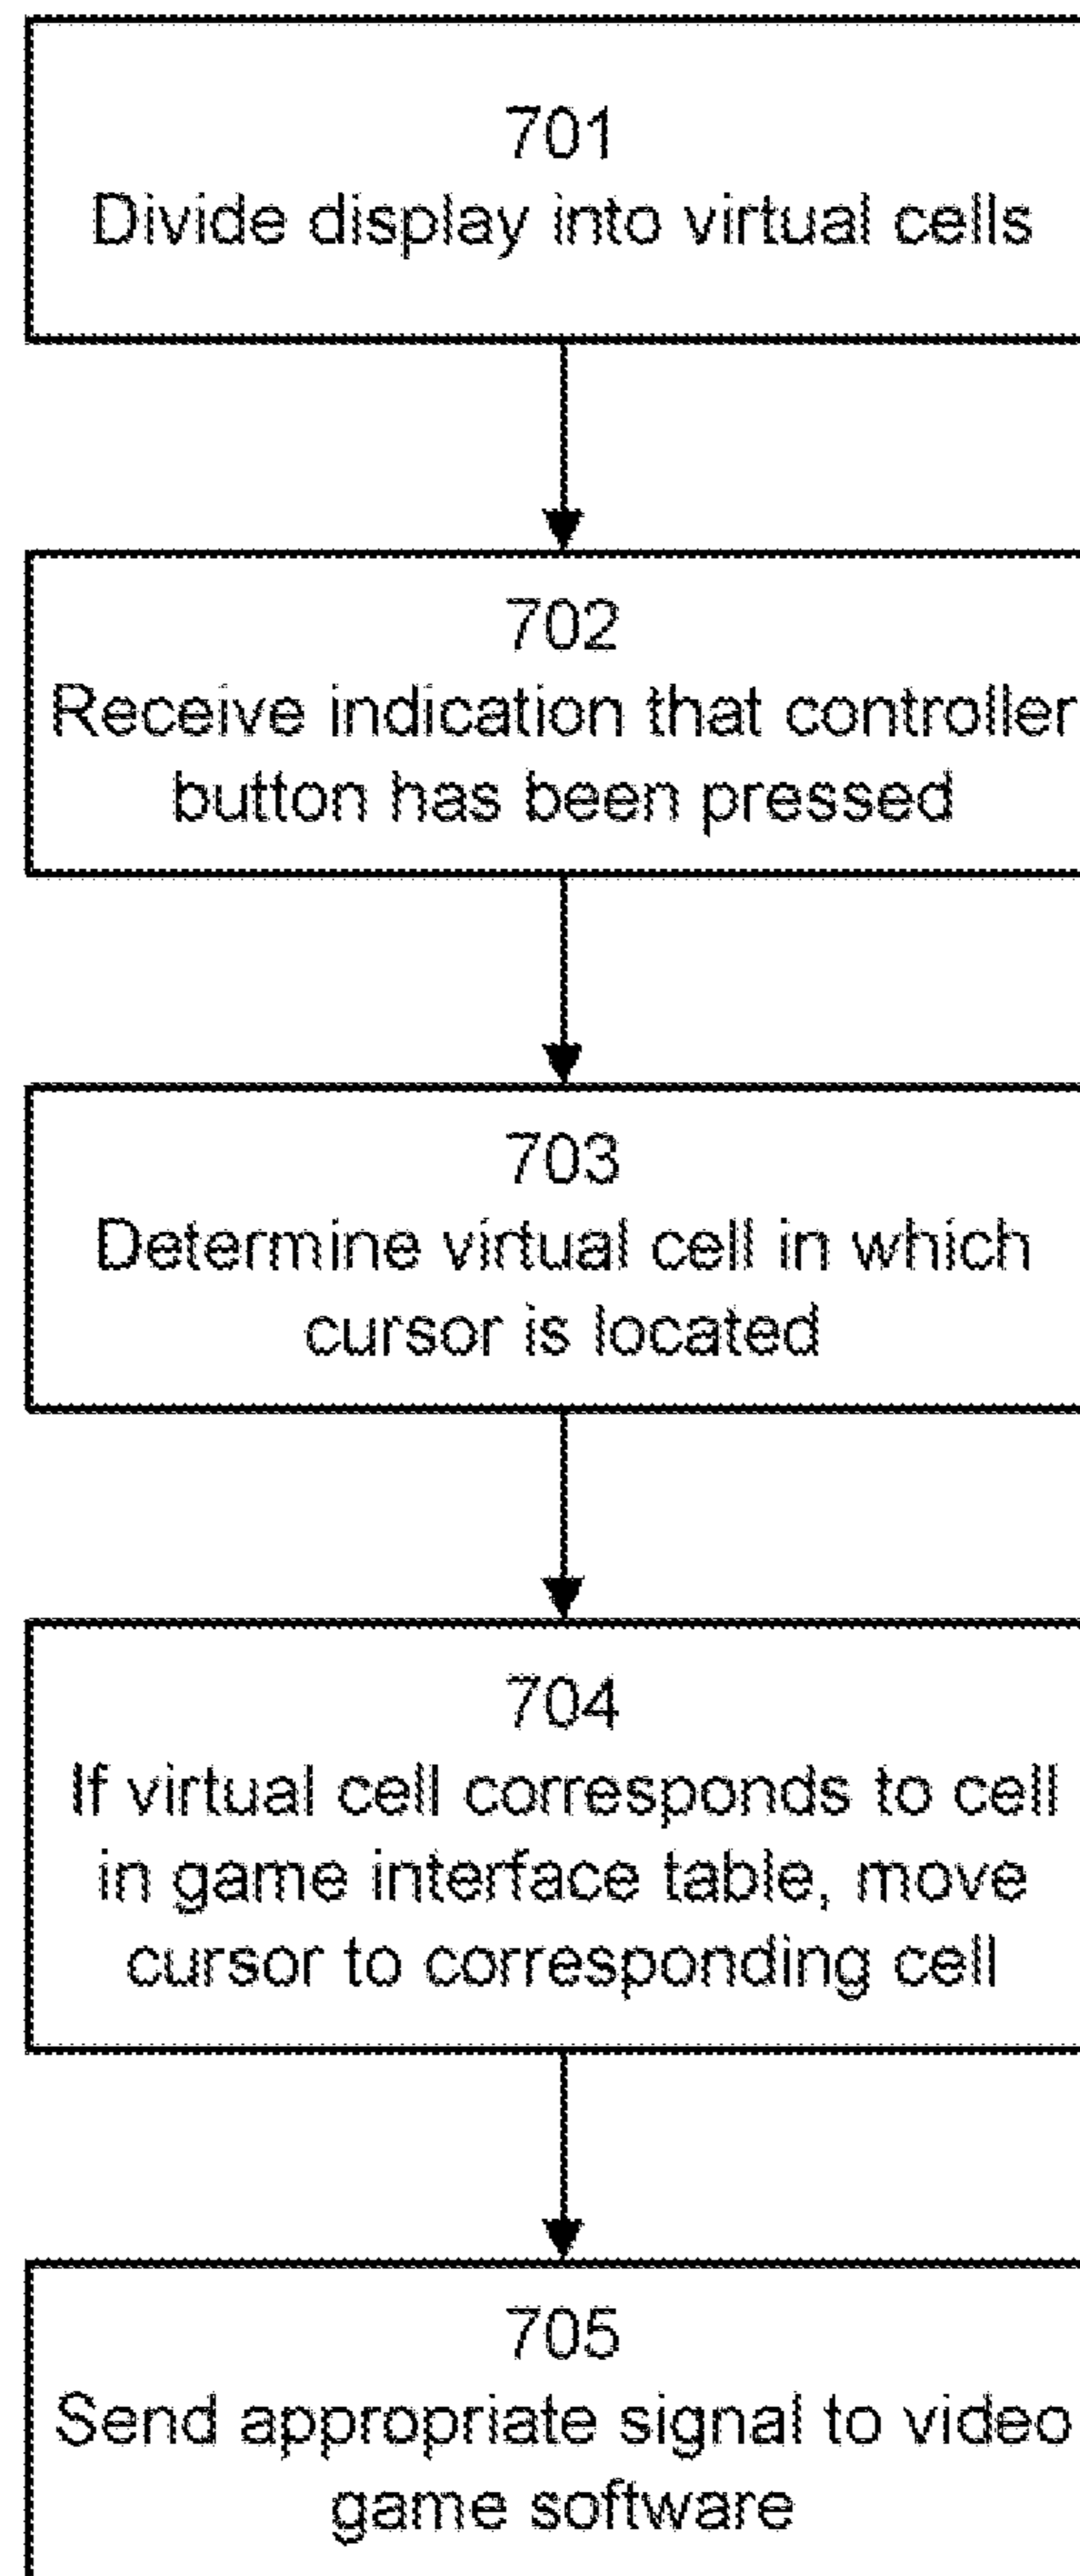 701
Divide display into virtual cells
702
Receive indication that controller
button has been pressed
703
Determine virtual cell in which
cursor is located
704
If virtual cell corresponds to cell
in game interface table, move
cursor to corresponding cell
705
Send appropriate signal to video
game software